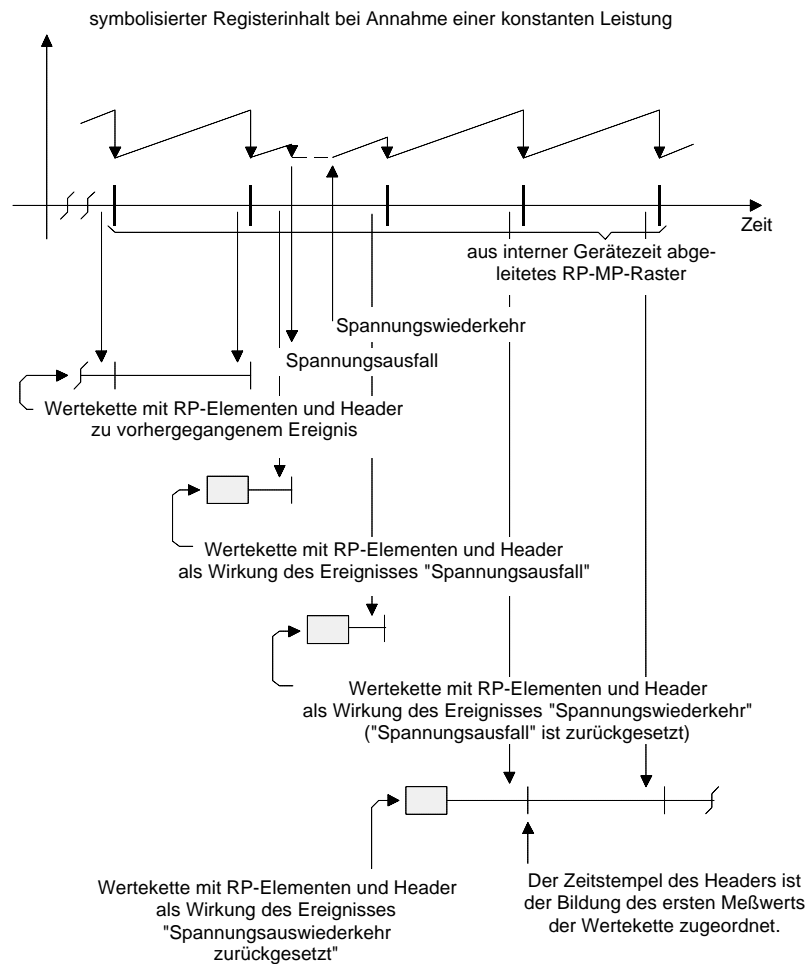 symbolisierter Registerinhalt bei Annahme einer konstanten Leistung
Zeit
aus interner Gerätezeit abge-
leitetes RP-MP-Raster
Spannungswiederkehr
Spannungsausfall
Wertekette mit RP-Elementen und Header
zu vorhergegangenem Ereignis
Wertekette mit RP-Elementen und Header
als Wirkung des Ereignisses "Spannungsausfall"
Wertekette mit RP-Elementen und Header
als Wirkung des Ereignisses "Spannungswiederkehr"
("Spannungsausfall" ist zurückgesetzt)
Wertekette mit RP-Elementen und Header
als Wirkung des Ereignisses
"Spannungsauswiederkehr
zurückgesetzt"
Der Zeitstempel des Headers ist
der Bildung des ersten Meßwerts
der Wertekette zugeordnet.